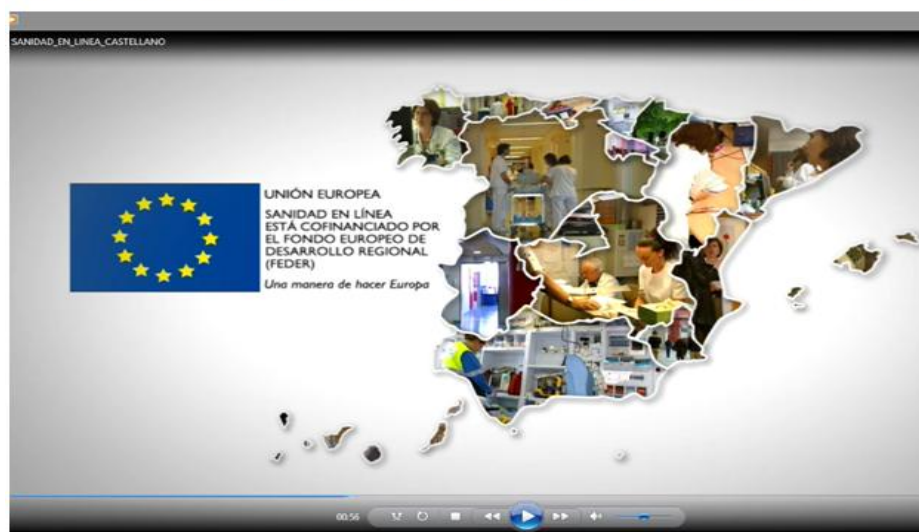 SANIDAD_EN_LINEA_CASTELLANO
UNIÓN EUROPEA
SANIDAD EN LÍNEA
ESTÁ COFINANCIADO POR
EL FONDO EUROPEO DE
DESARROLLO REGIONAL
(FEDER)
Una manera de hacer Europa
00:56